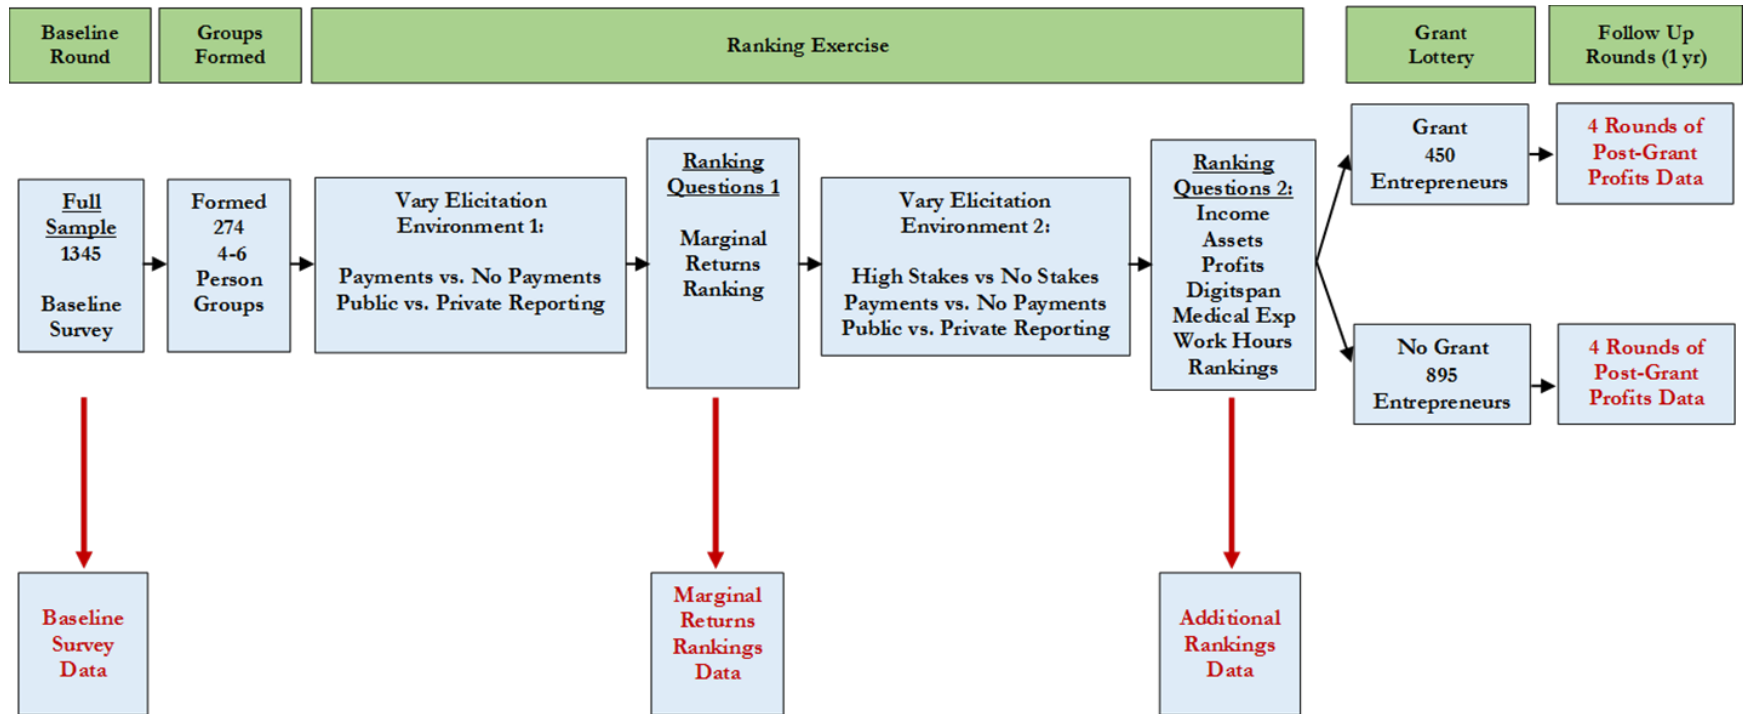 Baseline
Round
Groups
Formed
Ranking Exercise
Grant
Lottery
Follow Up
Rounds (1 yr)
Full
Sample
1345
Baseline
Survey
Formed
274
4-6
Person
Groups
Vary Elicitation
Environment 1:
Payments vs. No Payments
Public vs. Private Reporting
Ranking
Questions 1
Marginal
Returns
Ranking
Vary Elicitation
Environment 2:
High Stakes vs No Stakes
Payments vs. No Payments
Public vs. Private Reporting
Ranking
Questions 2:
Income
Assets
Profits
Digitspan
Medical Exp
Work Hours
Rankings
Grant
450
Entrepreneurs
4 Rounds of
Post-Grant
Profits Data
No Grant
895
Entrepreneurs
4 Rounds of
Post-Grant
Profits Data
Baseline
Survey
Data
Marginal
Returns
Rankings
Data
Additional
Rankings
Data